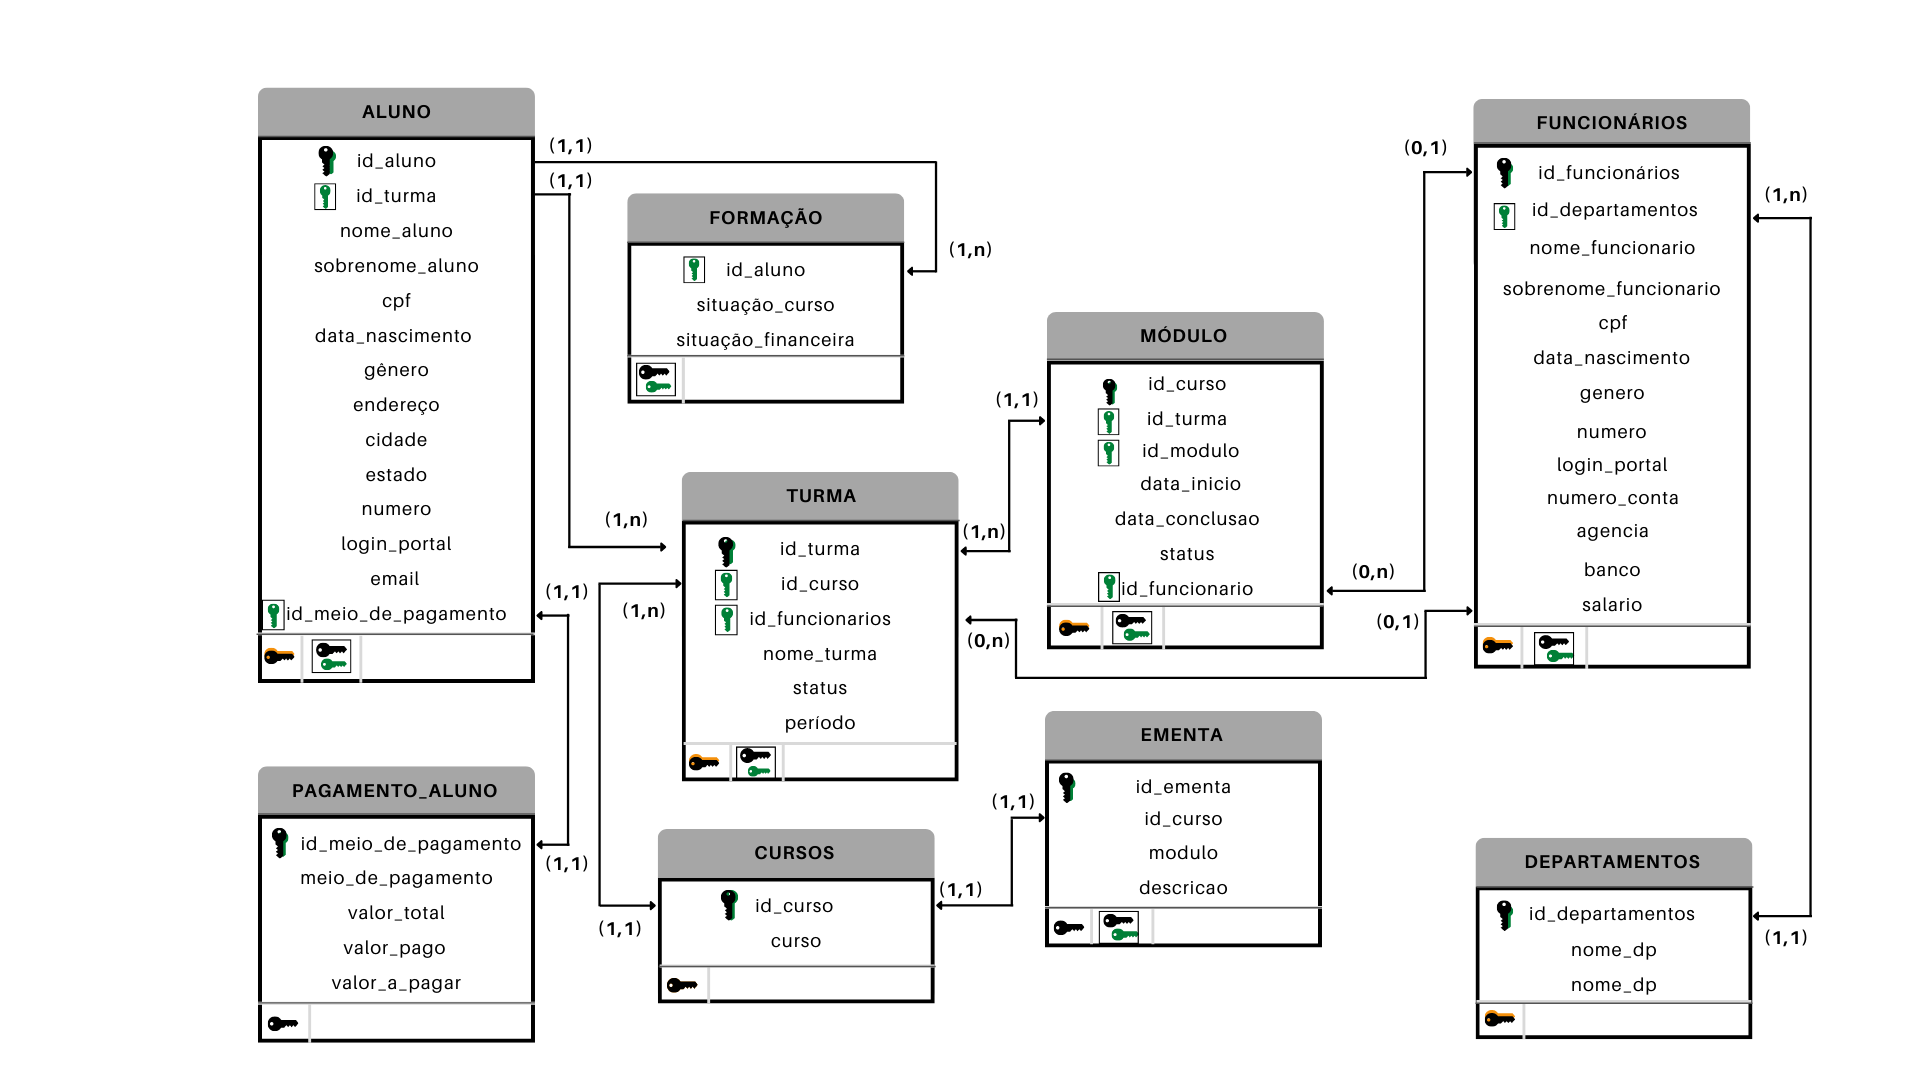 ALUNO
id_aluno
id_turma
nome_aluno
sobrenome_aluno
cpf
data_nascimento
gênero
endereço
cidade
estado
numero
login_portal
email
id_meio_de_pagamento
(1,1)
(1,1)
FORMAÇÃO
id_aluno
situação_curso
situação_financeira
(1,n)
(1,n)
TURMA
id_turma
id_curso
id_funcionarios
nome_turma
status
período
(1,1)
(1,n)
(1,n)
(0,n)
MÓDULO
id_curso
id_turma
id_modulo
data_inicio
data_conclusao
status
id_funcionario
(1,1)
(0,n)
(0,1)
(0,1)
FUNCIONÁRIOS
id_funcionários
id_departamentos
nome_funcionario
sobrenome_funcionario
cpf
data_nascimento
genero
numero
login_portal
numero_conta
agencia
banco
salario
(1,n)
PAGAMENTO_ALUNO
id_meio_de_pagamento
meio_de_pagamento
valor_total
valor_pago
valor_a_pagar
(1,1)
(1,1)
CURSOS
id_curso
curso
(1,1)
(1,1)
EMENTA
id_ementa
id_curso
modulo
descricao
DEPARTAMENTOS
id_departamentos
nome_dp
nome_dp
(1,1)